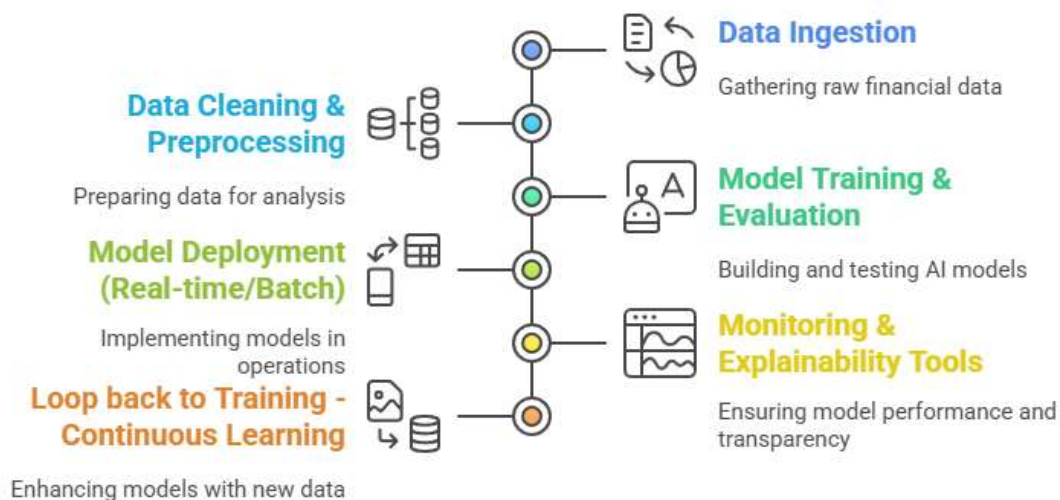 Data Ingestion
Gathering raw financial data
Data Cleaning &
Preprocessing
Preparing data for analysis
Model Training &
Evaluation
Building and testing AI models
Model Deployment
(Real-time/Batch)
Implementing models in
operations
Monitoring &
Explainability Tools
Ensuring model performance and
transparency
Loop back to Training -
Continuous Learning
Enhancing models with new data
A